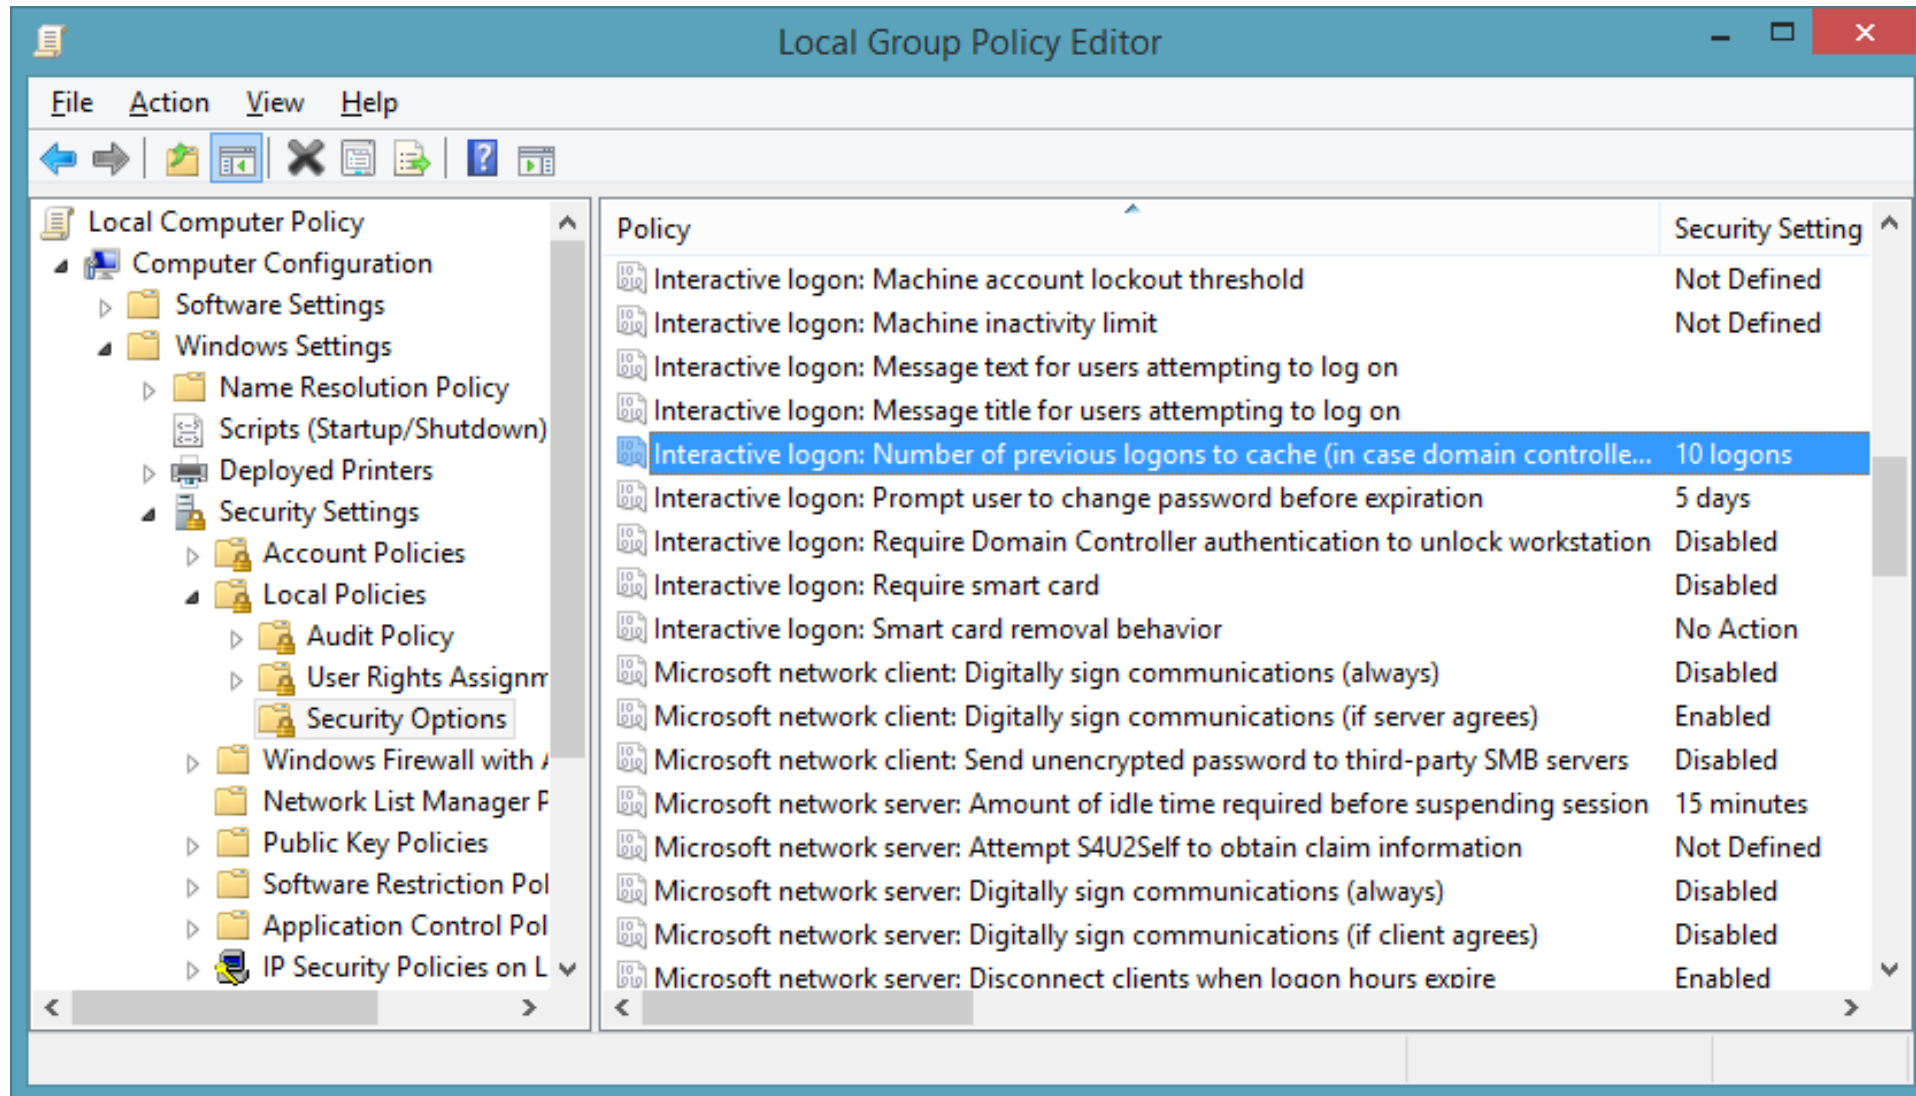 Local Group Policy Editor
File Action View Help
Local Computer Policy
Computer Configuration
Software Settings
Windows Settings
Name Resolution Policy
Scripts (Startup/Shutdown)
Deployed Printers
Security Settings
Account Policies
Local Policies
Audit Policy
User Rights Assignm
Security Options
Windows Firewall with A
Network List Manager P
Public Key Policies
Software Restriction Pol
Application Control Pol
IP Security Policies on L
Policy Security Setting
Interactive logon: Machine account lockout threshold Not Defined
Interactive logon: Machine inactivity limit Not Defined
Interactive logon: Message text for users attempting to log on
Interactive logon: Message title for users attempting to log on
Interactive logon: Number of previous logons to cache (in case domain controlle... 10 logons
Interactive logon: Prompt user to change password before expiration 5 days
Interactive logon: Require Domain Controller authentication to unlock workstation Disabled
Interactive logon: Require smart card Disabled
Interactive logon: Smart card removal behavior No Action
Microsoft network client: Digitally sign communications (always) Disabled
Microsoft network client: Digitally sign communications (if server agrees) Enabled
Microsoft network client: Send unencrypted password to third-party SMB servers Disabled
Microsoft network server: Amount of idle time required before suspending session 15 minutes
Microsoft network server: Attempt S4U2Self to obtain claim information Not Defined
Microsoft network server: Digitally sign communications (always) Disabled
Microsoft network server: Digitally sign communications (if client agrees) Disabled
Microsoft network server: Disconnect clients when logon hours expire Enabled